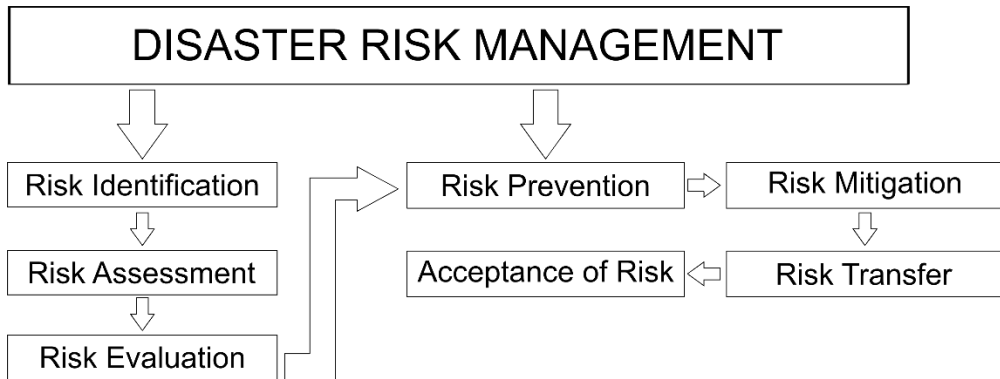 DISASTER RISK MANAGEMENT
Risk Identification
Risk Assessment
Risk Evaluation
Risk Prevention
Risk Mitigation
Risk Transfer
Acceptance of Risk